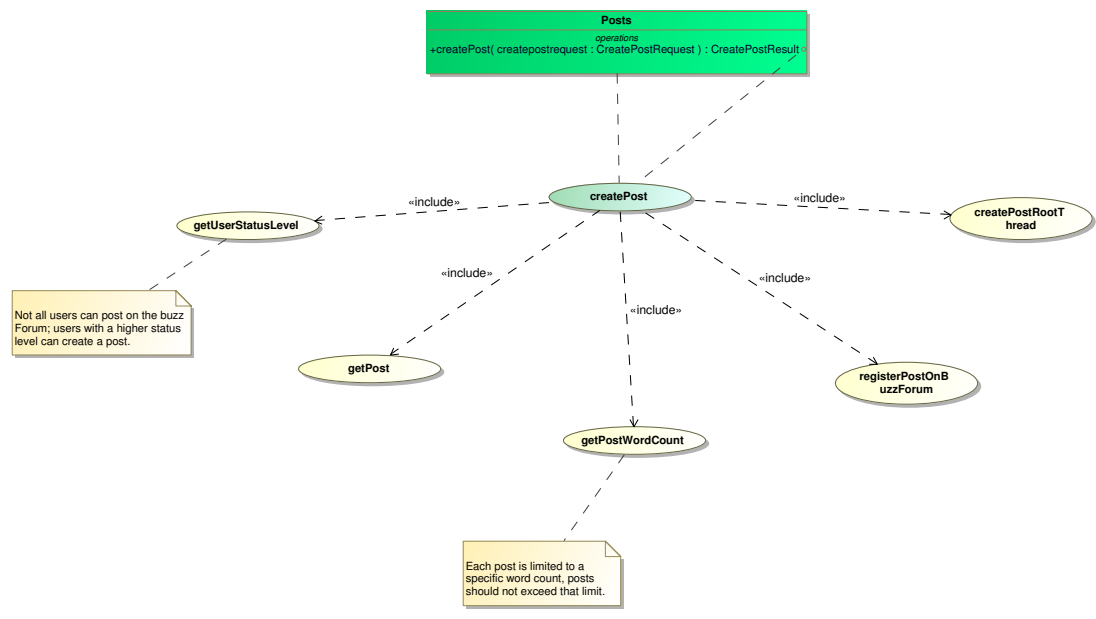 Posts
operations
+createPost( createpostrequest : CreatePostRequest ) : CreatePostResult
createPost
«include»
«include»
getUserStatusLevel
createPostRootT
hread
«include»
«include»
«include»
Not all users can post on the buzz
Forum; users with a higher status
level can create a post.
getPost
registerPostOnB
uzzForum
getPostWordCount
Each post is limited to a
specific word count, posts
should not exceed that limit.